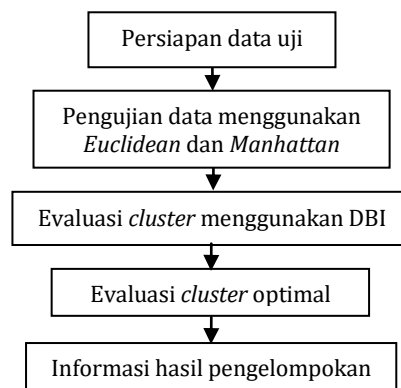 Persiapan data uji
Pengujian data menggunakan
Euclidean dan Manhattan
Evaluasi cluster menggunakan DBI
Evaluasi cluster optimal
Informasi hasil pengelompokan